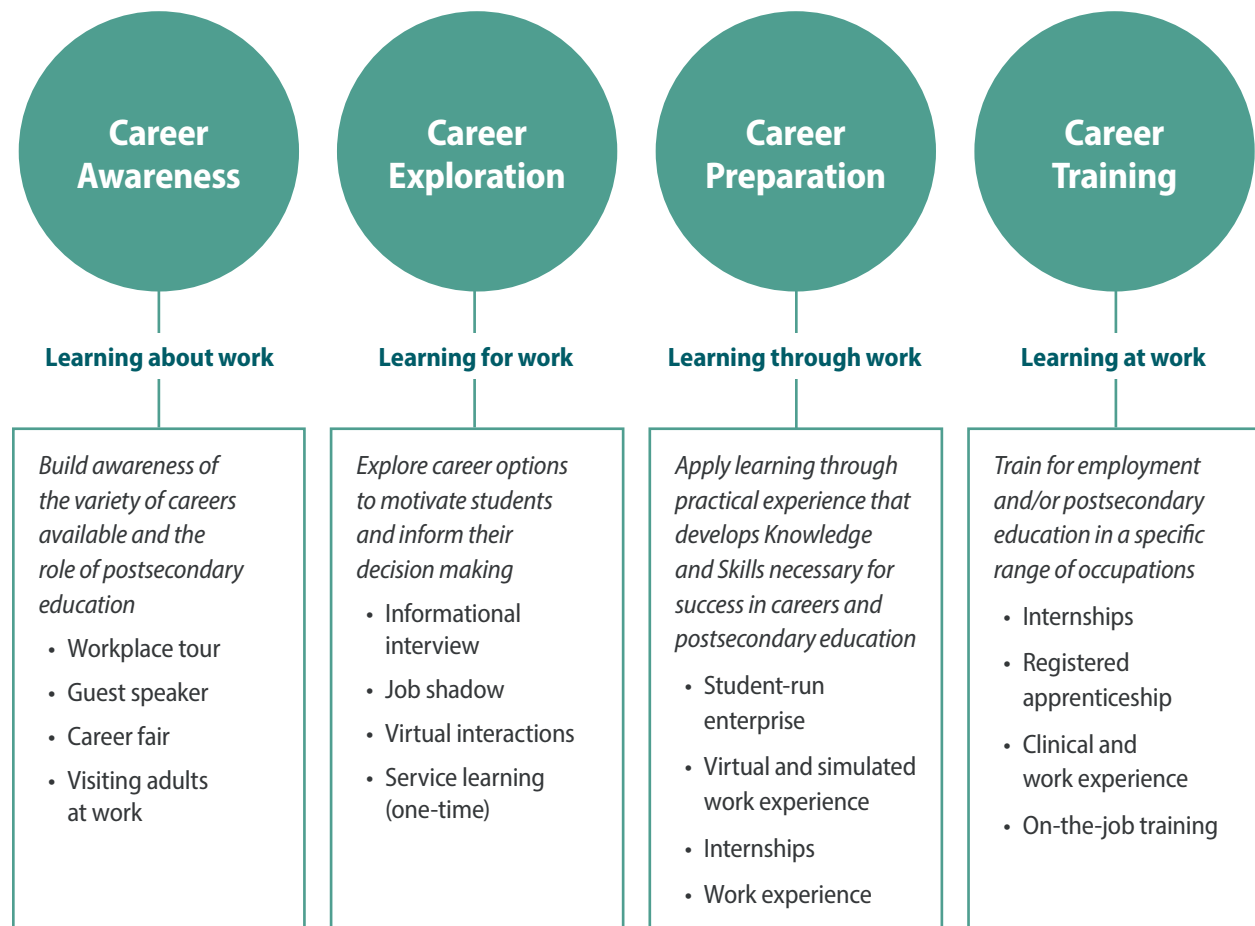 Career
Awareness
Learning about work
Build awareness of
the variety of careers
available and the
role of postsecondary
education
• Workplace tour
• Guest speaker
• Career fair
• Visiting adults
at work
Career
Exploration
Learning for work
Explore career options
to motivate students
and inform their
decision making
• Informational
interview
• Job shadow
• Virtual interactions
• Service learning
(one-time)
Career
Preparation
Learning through work
Apply learning through
practical experience that
develops Knowledge
and Skills necessary for
success in careers and
postsecondary education
• Student-run
enterprise
• Virtual and simulated
work experience
• Internships
• Work experience
Career
Training
Learning at work
Train for employment
and/or postsecondary
education in a specific
range of occupations
• Internships
• Registered
apprenticeship
• Clinical and
work experience
• On-the-job training